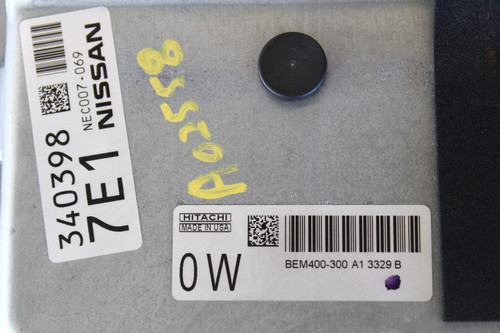 340398
7E1
NEC007-069
NISSAN
A02558
HITACHI
MADE IN USA
0W
BEM400-300 A1 3329 B